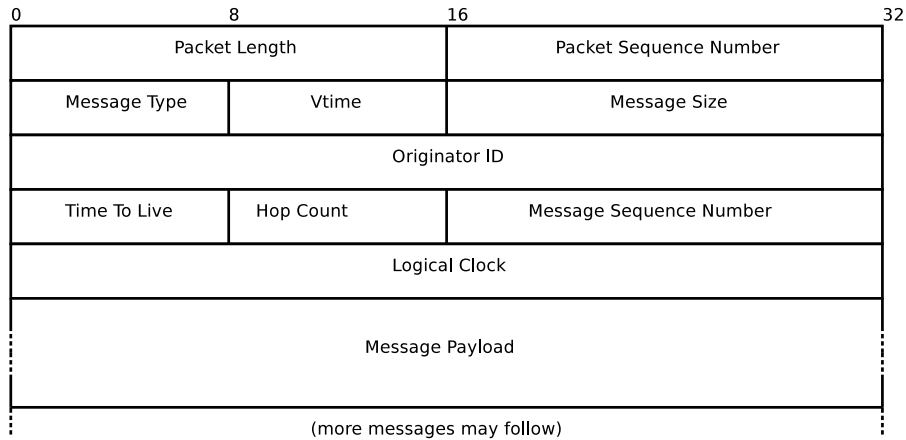 0 8 16 32
Packet Length Packet Sequence Number
Message Type Vtime Message Size
Originator ID
Time To Live Hop Count Message Sequence Number
Logical Clock
Message Payload
(more messages may follow)